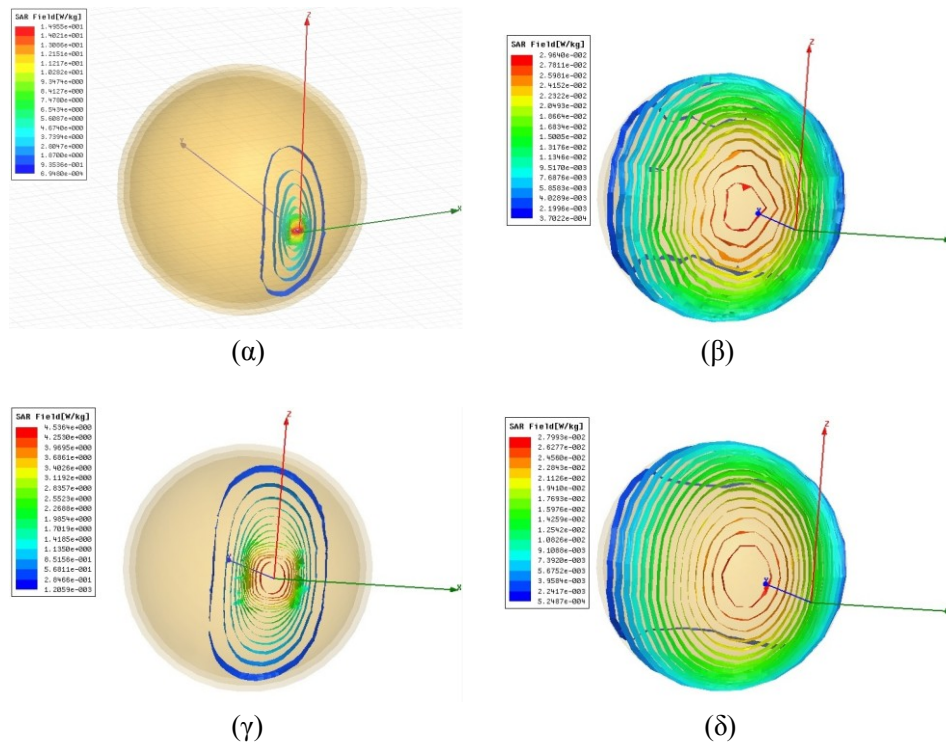 SAR Field[W/kg]
1.4955e+001
1.4021e+001
1.3086e+001
1.2151e+001
1.1217e+001
1.0282e+001
9.3474e+000
8.4127e+000
7.4780e+000
6.5434e+000
5.6087e+000
4.6740e+000
3.7394e+000
2.8047e+000
1.8700e+000
9.3536e-001
6.9480e-004
Z
X
(α)
SAR Field[W/kg]
2.9640e-002
2.7811e-002
2.5981e-002
2.4152e-002
2.2322e-002
2.0493e-002
1.8664e-002
1.6834e-002
1.5005e-002
1.3176e-002
1.1346e-002
9.5170e-003
7.6876e-003
5.8583e-003
4.0289e-003
2.1996e-003
3.7022e-004
Z
(β)
SAR Field[W/kg]
4.5364e+000
4.2530e+000
3.9695e+000
3.6861e+000
3.4026e+000
3.1192e+000
2.8357e+000
2.5523e+000
2.2688e+000
1.9854e+000
1.7019e+000
1.4185e+000
1.1350e+000
8.5156e-001
5.6811e-001
2.8466e-001
1.2059e-003
Z
X
(γ)
SAR Field[W/kg]
2.7993e-002
2.6277e-002
2.4560e-002
2.2843e-002
2.1126e-002
1.9410e-002
1.7693e-002
1.5976e-002
1.4259e-002
1.2542e-002
1.0826e-002
9.1088e-003
7.3920e-003
5.6752e-003
3.9584e-003
2.2417e-003
5.2487e-004
Z
(δ)